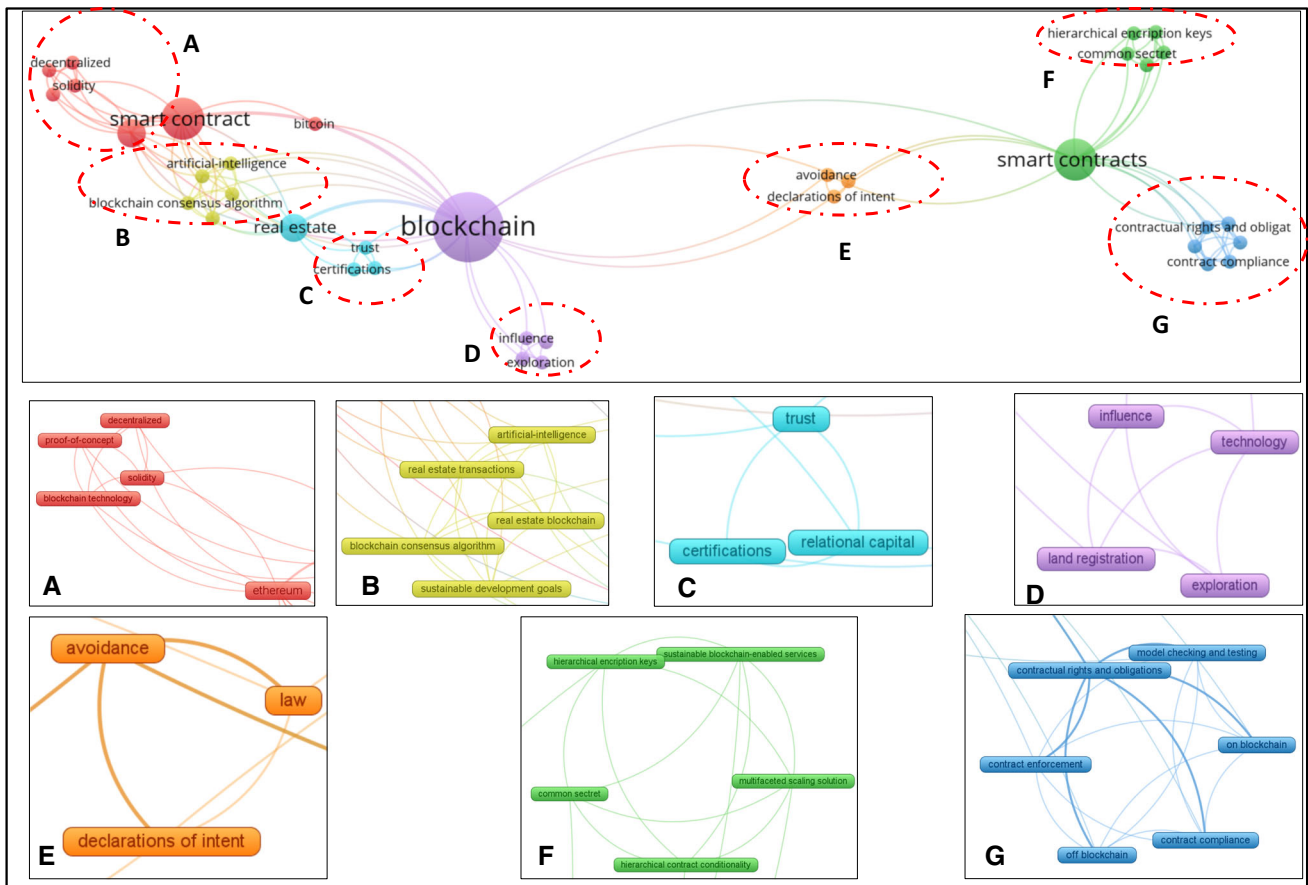 A
decentralized
solidity
smart contract
bitcoin
artificial-intelligence
blockchain consensus algorithm
B
real estate
trust
certifications
C
blockchain
influence
exploration
D
avoidance
declarations of intent
E
hierarchical encription keys
common sectret
F
smart contracts
contractual rights and obligat
contract compliance
G
decentralized
proof-of-concept
solidity
blockchain technology
ethereum
A
artificial-intelligence
real estate transactions
real estate blockchain
blockchain consensus algorithm
sustainable development goals
B
trust
certifications
relational capital
C
influence
technology
land registration
exploration
D
avoidance
law
declarations of intent
E
hierarchical encription keys
sustainable blockchain-enabled services
common sectret
multifaceted scaling solution
hierarchical contract conditionality
F
model checking and testing
contractual rights and obligations
on blockchain
contract enforcement
contract compliance
off blockchain
G